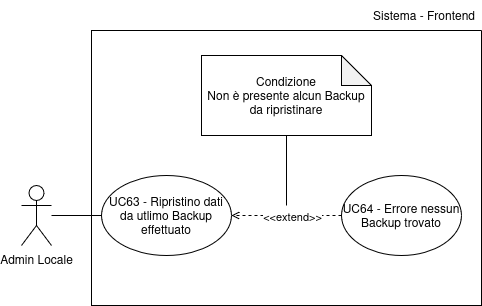 Sistema - Frontend
Condizione
Non è presente alcun Backup
da ripristinare
UC63 - Ripristino dati
da utlimo Backup
effettuato
<<extend>>
UC64 - Errore nessun
Backup trovato
Admin Locale